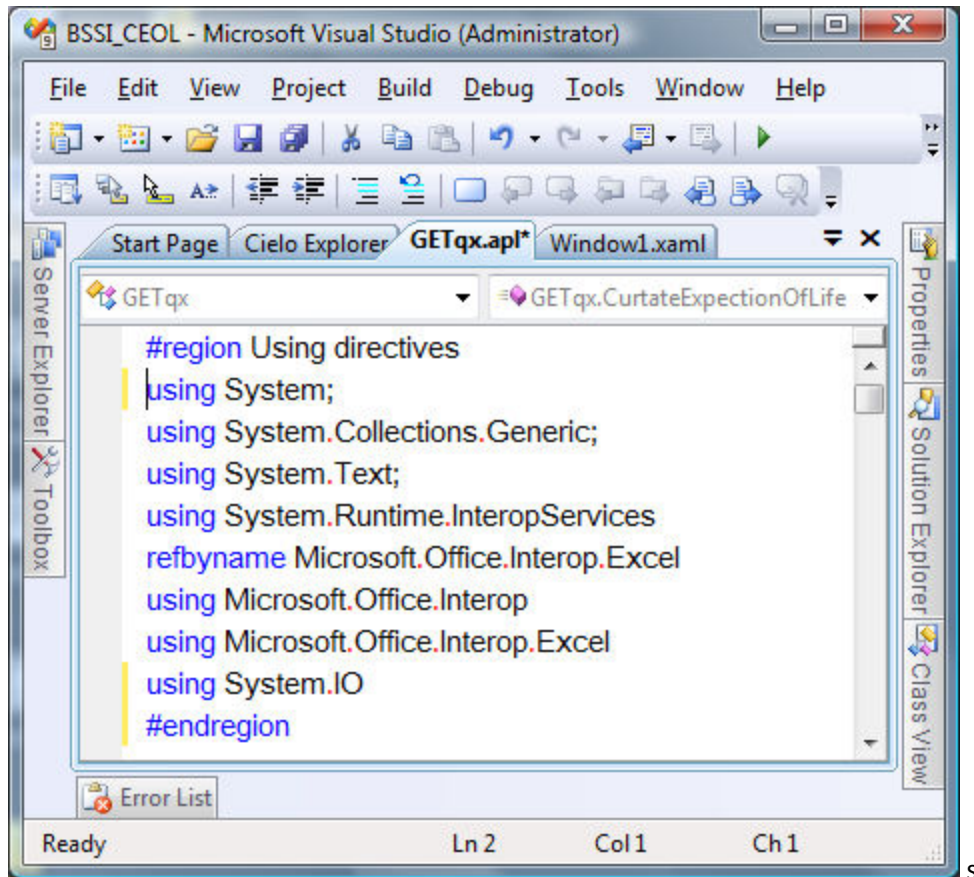 BSSI_CEOL - Microsoft Visual Studio (Administrator)
File Edit View Project Build Debug Tools Window Help
Start Page Cielo Explorer GETqx.apl* Window1.xaml
GETqx GETqx.CurtateExpectionOfLife
#region Using directives
using System;
using System.Collections.Generic;
using System.Text;
using System.Runtime.InteropServices
refbyname Microsoft.Office.Interop.Excel
using Microsoft.Office.Interop
using Microsoft.Office.Interop.Excel
using System.IO
#endregion
Server Explorer
Toolbox
Properties
Solution Explorer
Class View
Error List
Ready Ln 2 Col 1 Ch 1
s